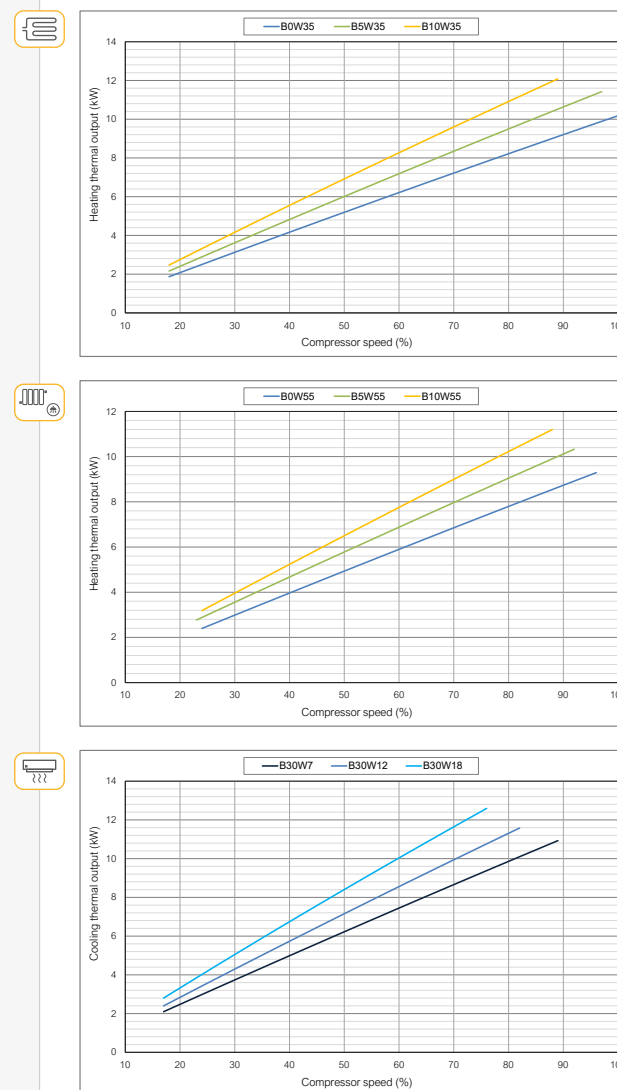 B0W35 B5W35 B10W35
Heating thermal output (kW)
14
12
10
8
6
4
2
0
10 20 30 40 50 60 70 80 90
Compressor speed (%)
B0W55 B5W55 B10W55
Heating thermal output (kW)
12
10
8
6
4
2
0
10 20 30 40 50 60 70 80 90
Compressor speed (%)
B30W7 B30W12 B30W18
Cooling thermal output (kW)
14
12
10
8
6
4
2
0
10 20 30 40 50 60 70 80 90
Compressor speed (%)